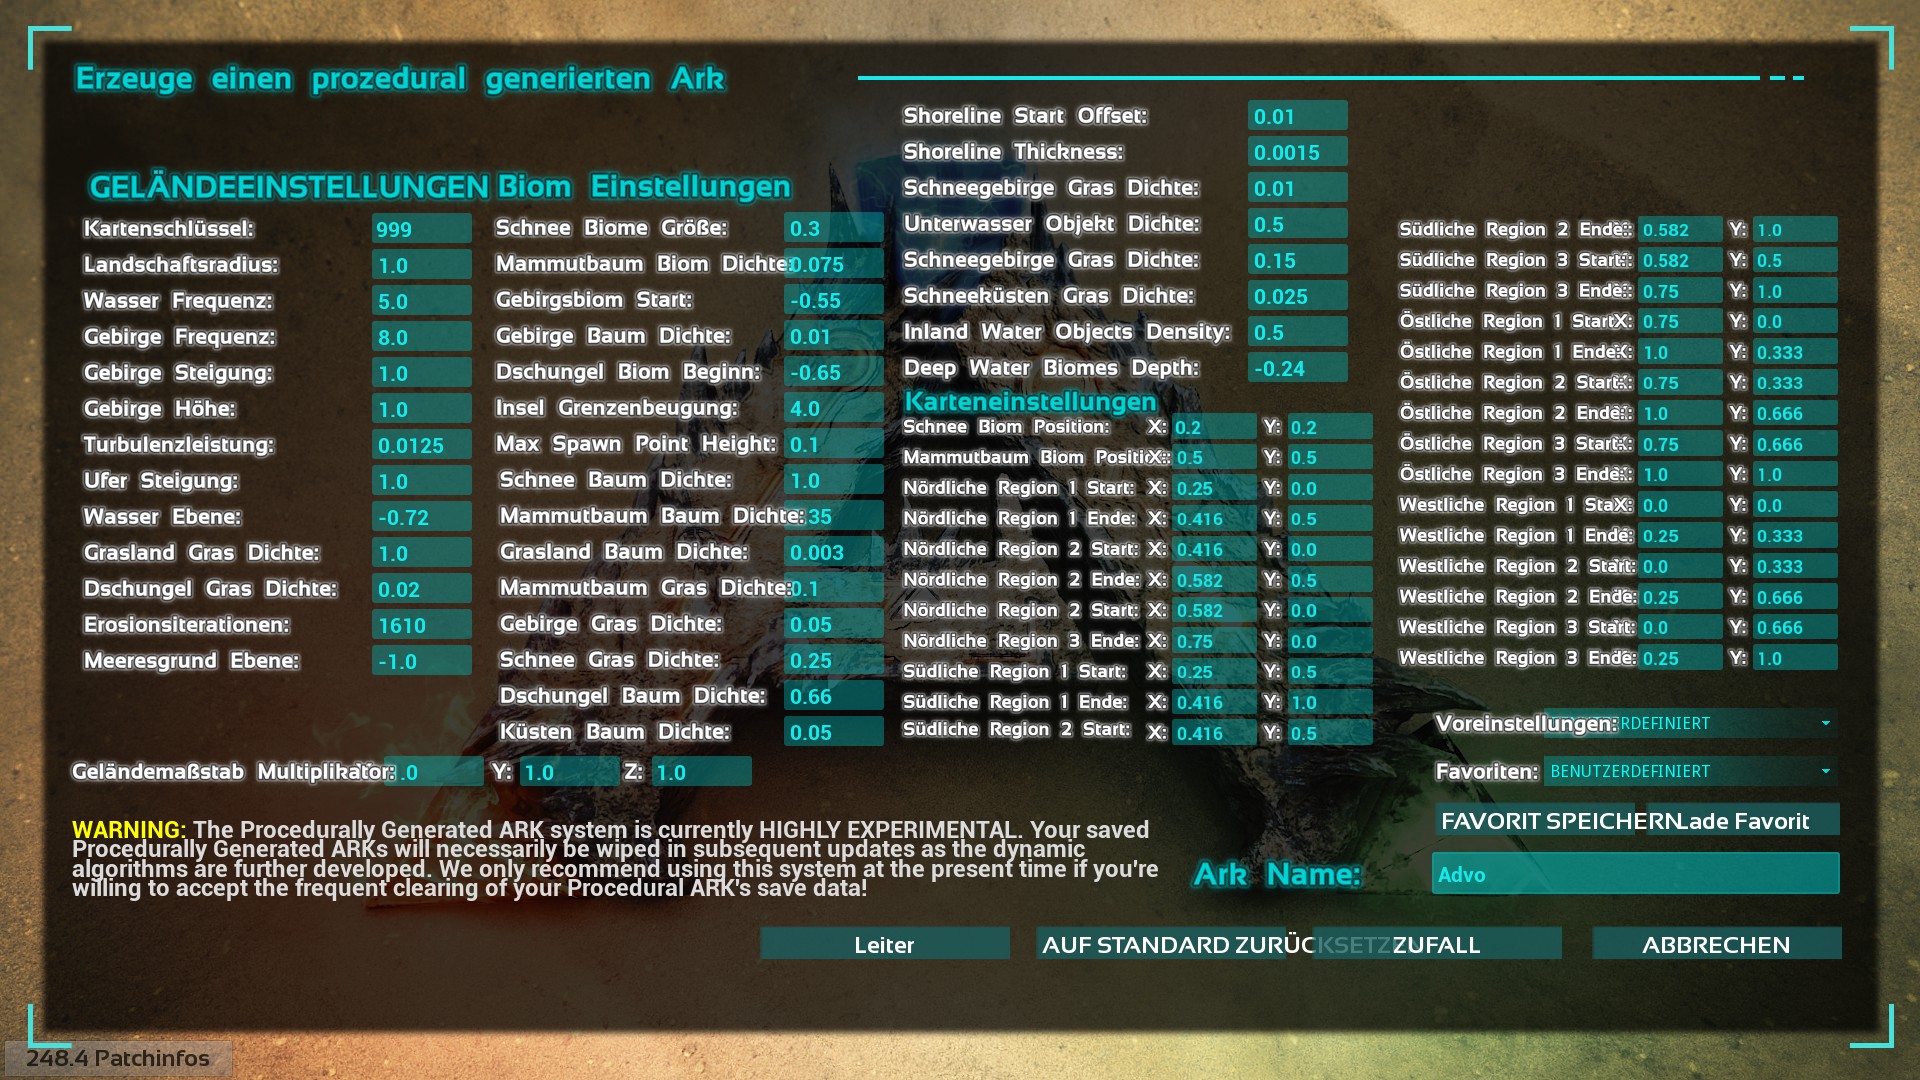 Erzeuge einen prozedural generierten Ark
GELÄNDEEINSTELLUNGEN
Kartenschlüssel: 999
Landschaftsradius: 1.0
Wasser Frequenz: 5.0
Gebirge Frequenz: 8.0
Gebirge Steigung: 1.0
Gebirge Höhe: 1.0
Turbulenzleistung: 0.0125
Ufer Steigung: 1.0
Wasser Ebene: -0.72
Grasland Gras Dichte: 1.0
Dschungel Gras Dichte: 0.02
Erosionsiterationen: 1610
Meeresgrund Ebene: -1.0
Biom Einstellungen
Schnee Biome Größe: 0.3
Mammutbaum Biom Dichte: 0.075
Gebirgsbiom Start: -0.55
Gebirge Baum Dichte: 0.01
Dschungel Biom Beginn: -0.65
Insel Grenzenbeugung: 4.0
Max Spawn Point Height: 0.1
Schnee Baum Dichte: 1.0
Mammutbaum Baum Dichte: 35
Grasland Baum Dichte: 0.003
Mammutbaum Gras Dichte: 0.1
Gebirge Gras Dichte: 0.05
Schnee Gras Dichte: 0.25
Dschungel Baum Dichte: 0.66
Küsten Baum Dichte: 0.05
Geländemaßstab Multiplikator: .0 Y: 1.0 Z: 1.0
Shoreline Start Offset: 0.01
Shoreline Thickness: 0.0015
Schneegebirge Gras Dichte: 0.01
Unterwasser Objekt Dichte: 0.5
Schneegebirge Gras Dichte: 0.15
Schneeküsten Gras Dichte: 0.025
Inland Water Objects Density: 0.5
Deep Water Biomes Depth: -0.24
Karteneinstellungen
Schnee Biom Position: X: 0.2 Y: 0.2
Mammutbaum Biom Positi X: 0.5 Y: 0.5
Nördliche Region 1 Start: X: 0.25 Y: 0.0
Nördliche Region 1 Ende: X: 0.416 Y: 0.5
Nördliche Region 2 Start: X: 0.416 Y: 0.0
Nördliche Region 2 Ende: X: 0.582 Y: 0.5
Nördliche Region 2 Start: X: 0.582 Y: 0.0
Nördliche Region 3 Ende: X: 0.75 Y: 0.0
Südliche Region 1 Start: X: 0.25 Y: 0.5
Südliche Region 1 Ende: X: 0.416 Y: 1.0
Südliche Region 2 Start: X: 0.416 Y: 0.5
Südliche Region 2 Ende: 0.582 Y: 1.0
Südliche Region 3 Start: 0.582 Y: 0.5
Südliche Region 3 Ende: 0.75 Y: 1.0
Östliche Region 1 Start X: 0.75 Y: 0.0
Östliche Region 1 Ende X: 1.0 Y: 0.333
Östliche Region 2 Start: X: 0.75 Y: 0.333
Östliche Region 2 Ende: 1.0 Y: 0.666
Östliche Region 3 Start: X: 0.75 Y: 0.666
Östliche Region 3 Ende: 1.0 Y: 1.0
Westliche Region 1 Sta X: 0.0 Y: 0.0
Westliche Region 1 Ende: 0.25 Y: 0.333
Westliche Region 2 Start: 0.0 Y: 0.333
Westliche Region 2 Ende: 0.25 Y: 0.666
Westliche Region 3 Start: 0.0 Y: 0.666
Westliche Region 3 Ende: 0.25 Y: 1.0
Voreinstellungen: RDEFINIERT
Favoriten: BENUTZERDEFINIERT
FAVORIT SPEICHERN Lade Favorit
WARNING: The Procedurally Generated ARK system is currently HIGHLY EXPERIMENTAL. Your saved
Procedurally Generated ARKs will necessarily be wiped in subsequent updates as the dynamic
algorithms are further developed. We only recommend using this system at the present time if you're
willing to accept the frequent clearing of your Procedural ARK's save data!
Ark Name: Advo
Leiter AUF STANDARD ZURÜCKSETZEN ZUFALL ABBRECHEN
248.4 Patchinfos